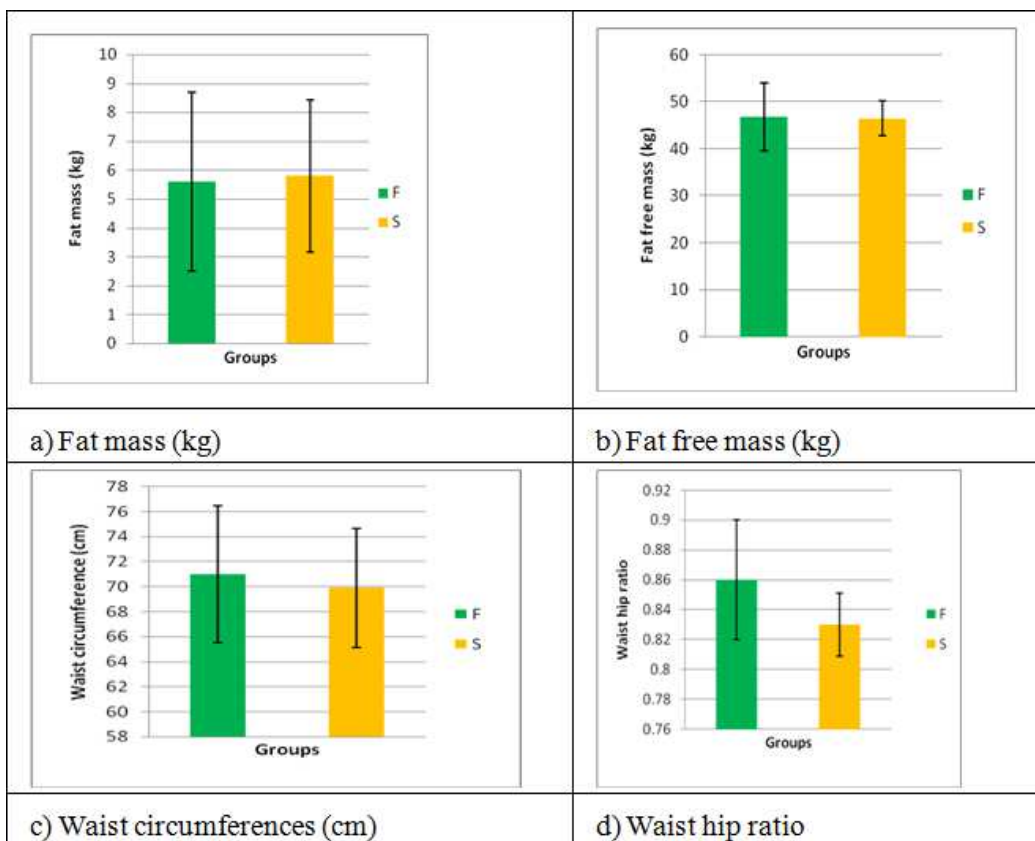 10
9
8
7
6
5
4
3
2
1
0
Fat mass (kg)
Groups
F
S
60
50
40
30
20
10
0
Fat free mass (kg)
Groups
F
S
a) Fat mass (kg)
b) Fat free mass (kg)
78
76
74
72
70
68
66
64
62
60
58
Waist circumference (cm)
Groups
F
S
0.92
0.9
0.88
0.86
0.84
0.82
0.8
0.78
0.76
Waist hip ratio
Groups
F
S
c) Waist circumferences (cm)
d) Waist hip ratio